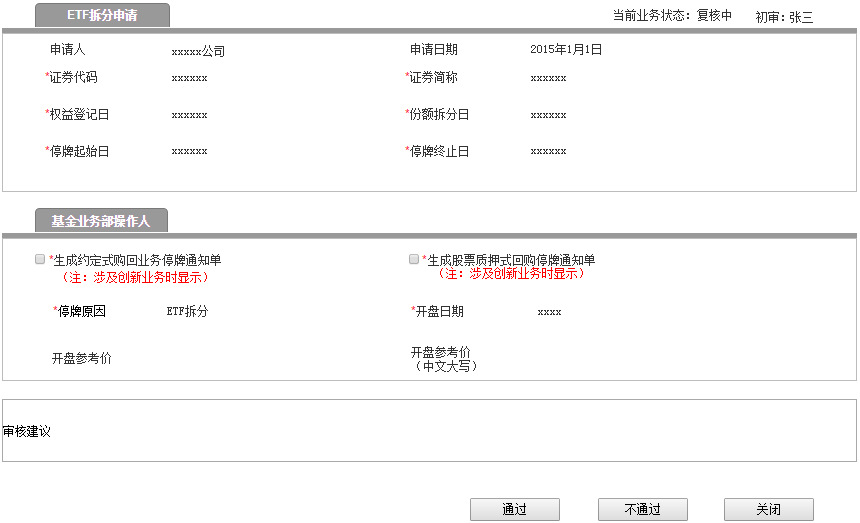 ETF拆分申请 当前业务状态：复核中 初审：张三
申请人 xxxxx公司 申请日期 2015年1月1日
*证券代码 xxxxxx *证券简称 xxxxxx
*权益登记日 xxxxxx *份额拆分日 xxxxxx
*停牌起始日 xxxxxx *停牌终止日 xxxxxx
基金业务部操作人
*生成约定式购回业务停牌通知单 *生成股票质押式回购停牌通知单
（注：涉及创新业务时显示） （注：涉及创新业务时显示）
*停牌原因 ETF拆分 *开盘日期 xxxx
开盘参考价 开盘参考价
（中文大写）
审核建议
通过 不通过 关闭